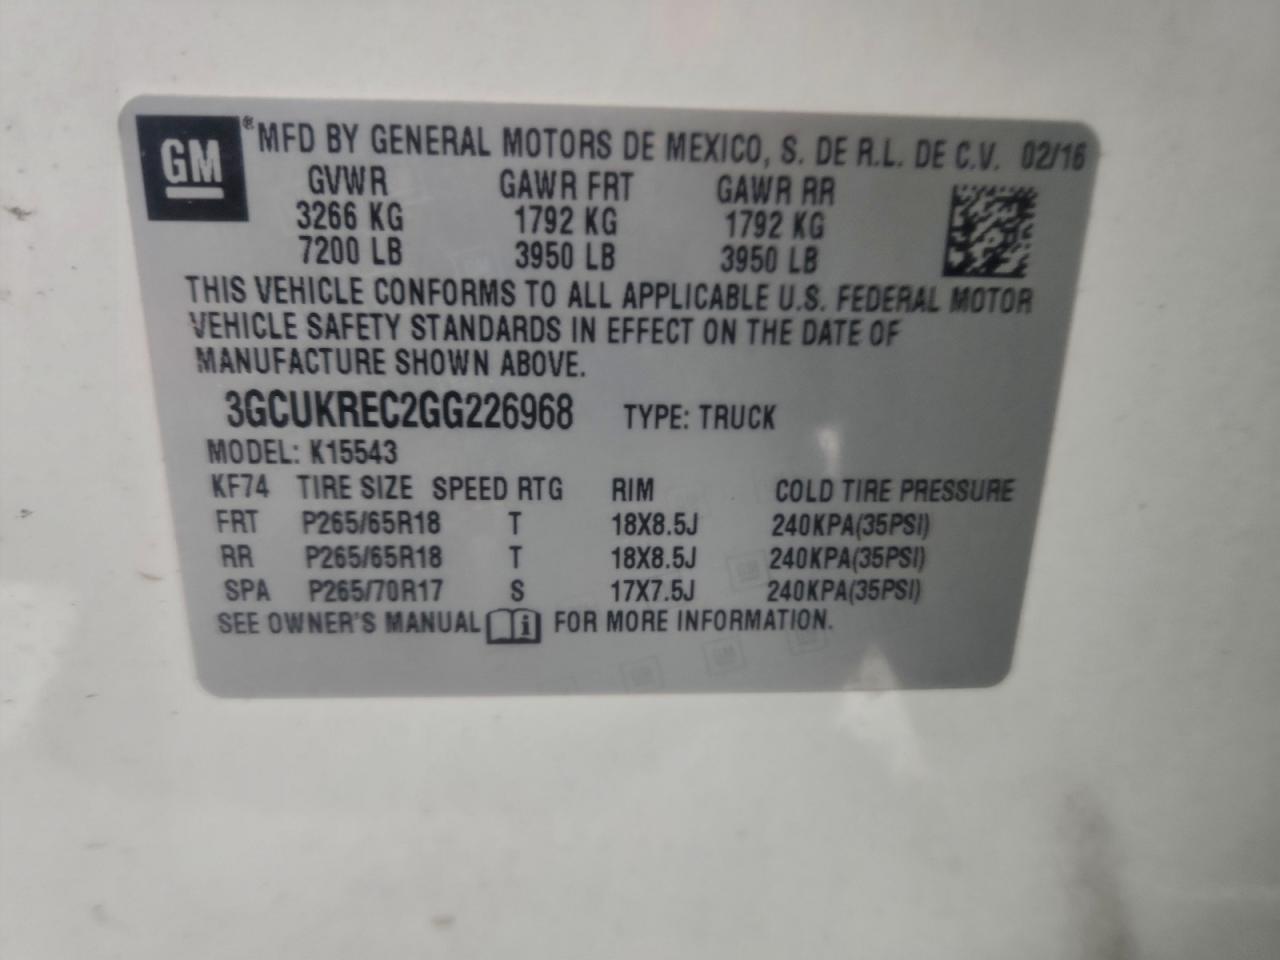 GM ® MFD BY GENERAL MOTORS DE MEXICO, S. DE R.L. DE C.V. 02/16
GVWR GAWR FRT GAWR RR
3266 KG 1792 KG 1792 KG
7200 LB 3950 LB 3950 LB
THIS VEHICLE CONFORMS TO ALL APPLICABLE U.S. FEDERAL MOTOR
VEHICLE SAFETY STANDARDS IN EFFECT ON THE DATE OF
MANUFACTURE SHOWN ABOVE.
3GCUKREC2GG226968 TYPE: TRUCK
MODEL: K15543
KF74 TIRE SIZE SPEED RTG RIM COLD TIRE PRESSURE
FRT P265/65R18 T 18X8.5J 240KPA(35PSI)
RR P265/65R18 T 18X8.5J 240KPA(35PSI)
SPA P265/70R17 S 17X7.5J 240KPA(35PSI)
SEE OWNER'S MANUAL i FOR MORE INFORMATION.